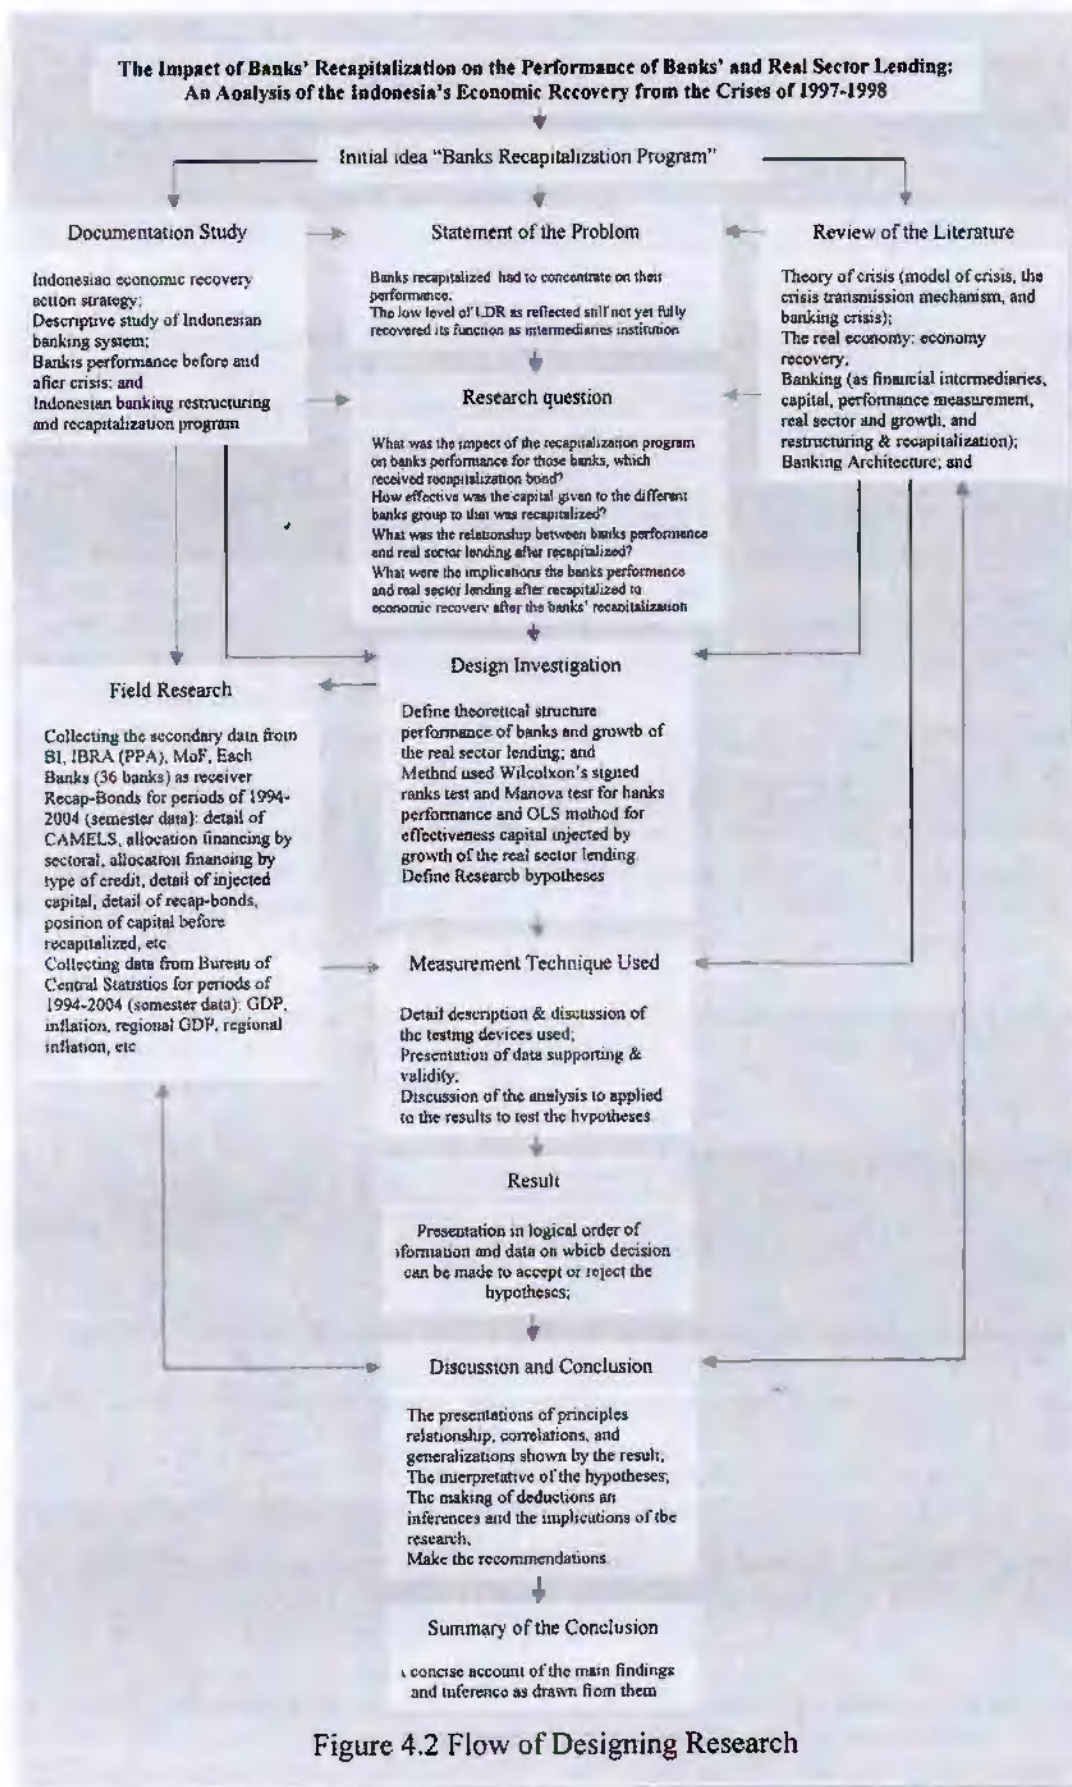 The Impact of Banks' Recapitalization on the Performance of Banks' and Real Sector Lending:
An Aoalysis of the Indonesia's Economic Recovery from the Crises of 1997-1998
Initial idea "Banks Recapitalization Program"
Documentation Study
Indonesiao economic recovery
action strategy;
Descriptive study of Indonesian
banking system;
Banks performance before and
after crisis; and
Indonesian banking restructuring
and recapitalization program
Statement of the Problom
Banks recapitalized had to concentrate on their
performance.
The low level of LDR as reflected still not yet fully
recovered its function as intermediaries institution
Review of the Literature
Theory of crisis (model of crisis, the
crisis transmission mechanism, and
banking crisis);
The real economy: economy
recovery;
Banking (as financial intermediaries,
capital, performance measurement,
real sector and growth, and
restructuring & recapitalization);
Banking Architecture; and
Research question
What was the impact of the recapitalization program
on banks performance for those banks, which
received recapitalization bond?
How effective was the capital given to the different
banks group to that was recapitalized?
What was the relationship between banks performance
and real sector lending after recapitalized?
What were the implications the banks performance
and real sector lending after recapitalized to
economic recovery after the banks' recapitalization
Design Investigation
Define theoretical structure
performance of banks and growth of
the real sector lending; and
Method used Wilcolxon's signed
ranks test and Manova test for banks
performance and OLS method for
effectiveness capital injected by
growth of the real sector lending.
Define Research hypotheses
Field Research
Collecting the secondary data from
BI, IBRA (PPA), MoF, Each
Banks (36 banks) as receiver
Recap-Bonds for periods of 1994-
2004 (semester data): detail of
CAMELS, allocation financing by
sectoral, allocation financing by
type of credit, detail of injected
capital, detail of recap-bonds,
position of capital before
recapitalized, etc
Collecting data from Bureau of
Central Statistics for periods of
1994-2004 (semester data): GDP,
inflation, regional GDP, regional
inflation, etc
Measurement Technique Used
Detail description & discussion of
the testing devices used;
Presentation of data supporting &
validity.
Discussion of the analysis to applied
to the results to test the hypotheses
Result
Presentation in logical order of
iformation and data on which decision
can be made to accept or reject the
hypotheses;
Discussion and Conclusion
The presentations of principles
relationship, correlations, and
generalizations shown by the result,
The interpretative of the hypotheses;
The making of deductions an
inferences and the implications of the
research,
Make the recommendations
Summary of the Conclusion
concise account of the main findings
and inference as drawn from them
Figure 4.2 Flow of Designing Research